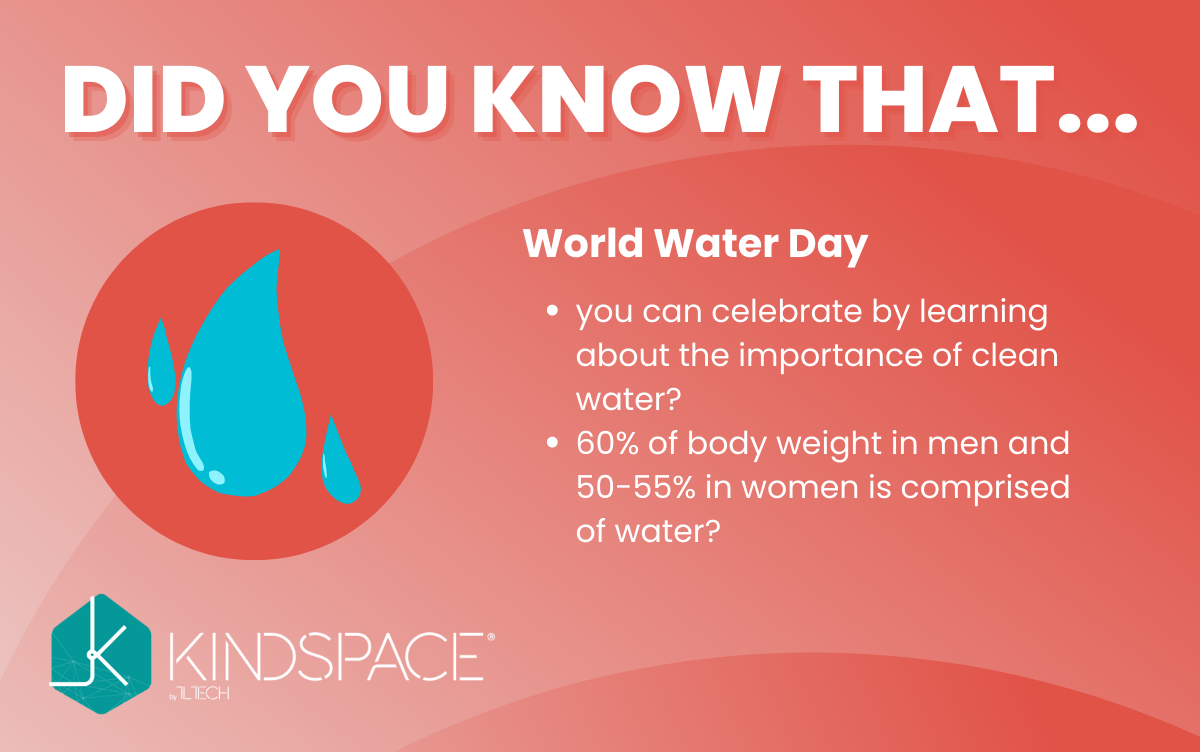 DID YOU KNOW THAT...
World Water Day
• you can celebrate by learning
about the importance of clean
water?
• 60% of body weight in men and
50-55% in women is comprised
of water?
KINDSPACE®
by 1LTECH